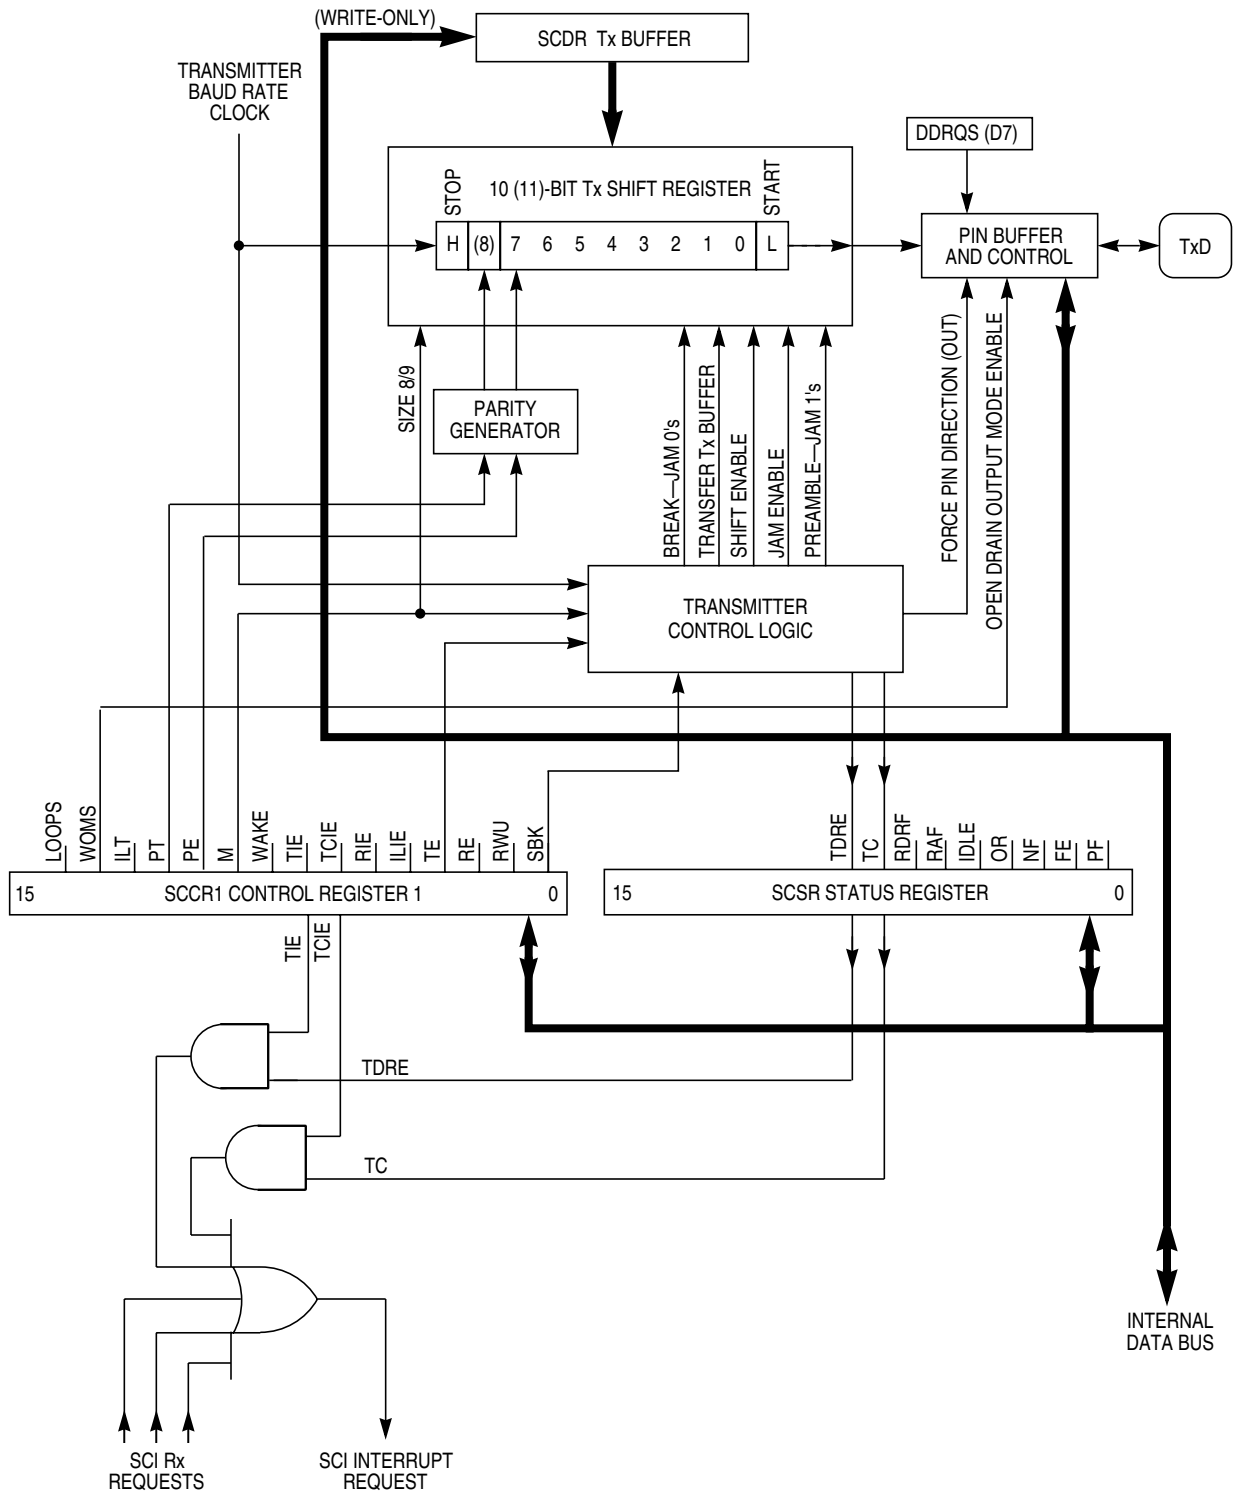 (WRITE-ONLY)
SCDR Tx BUFFER
TRANSMITTER
BAUD RATE
CLOCK
DDRQS (D7)
STOP
10 (11)-BIT Tx SHIFT REGISTER
START
H (8) 7 6 5 4 3 2 1 0 L
PIN BUFFER
AND CONTROL
TxD
SIZE 8/9
PARITY
GENERATOR
BREAK—JAM 0's
TRANSFER Tx BUFFER
SHIFT ENABLE
JAM ENABLE
PREAMBLE—JAM 1's
FORCE PIN DIRECTION (OUT)
OPEN DRAIN OUTPUT MODE ENABLE
TRANSMITTER
CONTROL LOGIC
LOOPS
WOMS
ILT
PT
PE
M
WAKE
TIE
TCIE
RIE
ILIE
TE
RE
RWU
SBK
TDRE
TC
RDRF
RAF
IDLE
OR
NF
FE
PF
15 SCCR1 CONTROL REGISTER 1 0
15 SCSR STATUS REGISTER 0
TIE
TCIE
TDRE
TC
INTERNAL
DATA BUS
SCI Rx
REQUESTS
SCI INTERRUPT
REQUEST